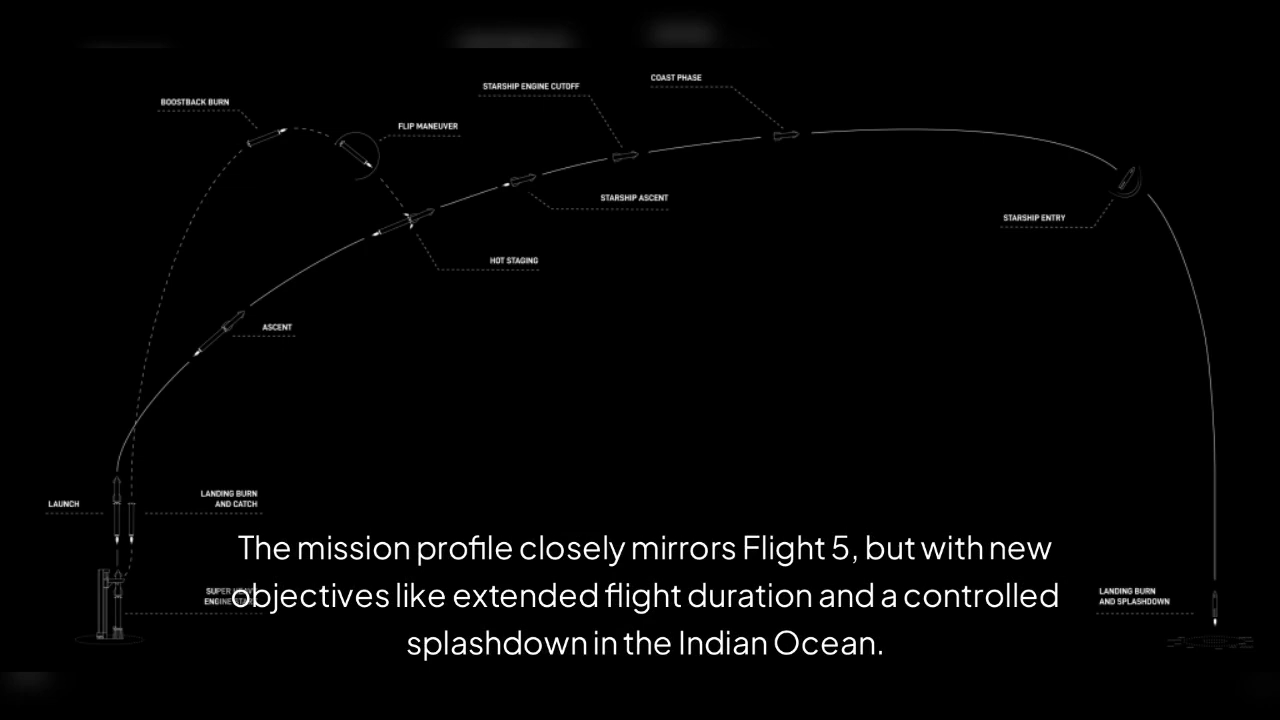 COAST PHASE
STARSHIP ENGINE CUTOFF
BOOSTBACK BURN
FLIP MANEUVER
STARSHIP ASCENT
STARSHIP ENTRY
HOT STAGING
ASCENT
LAUNCH
LANDING BURN
AND CATCH
The mission profile closely mirrors Flight 5, but with new
objectives like extended flight duration and a controlled
splashdown in the Indian Ocean.
SUPER
ENGINE
LANDING BURN
AND SPLASHDOWN